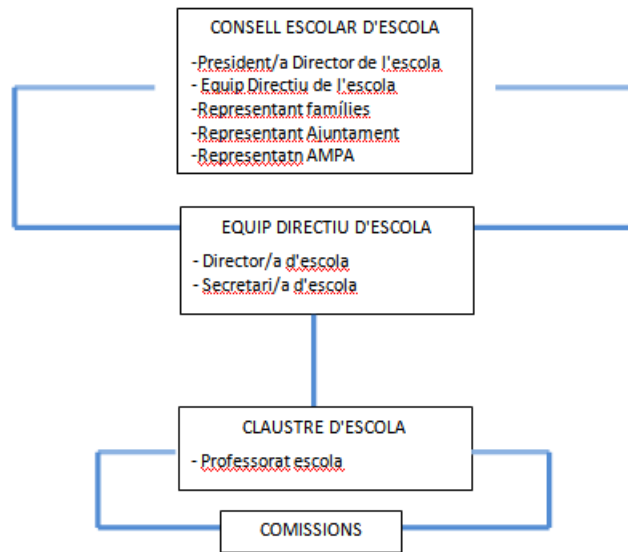 CONSELL ESCOLAR D'ESCOLA
-President/a Director de l'escola
- Equip Directiu de l'escola
-Representant famílies
-Representant Ajuntament
-Representatn AMPA
EQUIP DIRECTIU D'ESCOLA
- Director/a d'escola
- Secretari/a d'escola
CLAUSTRE D'ESCOLA
- Professorat escola
COMISSIONS